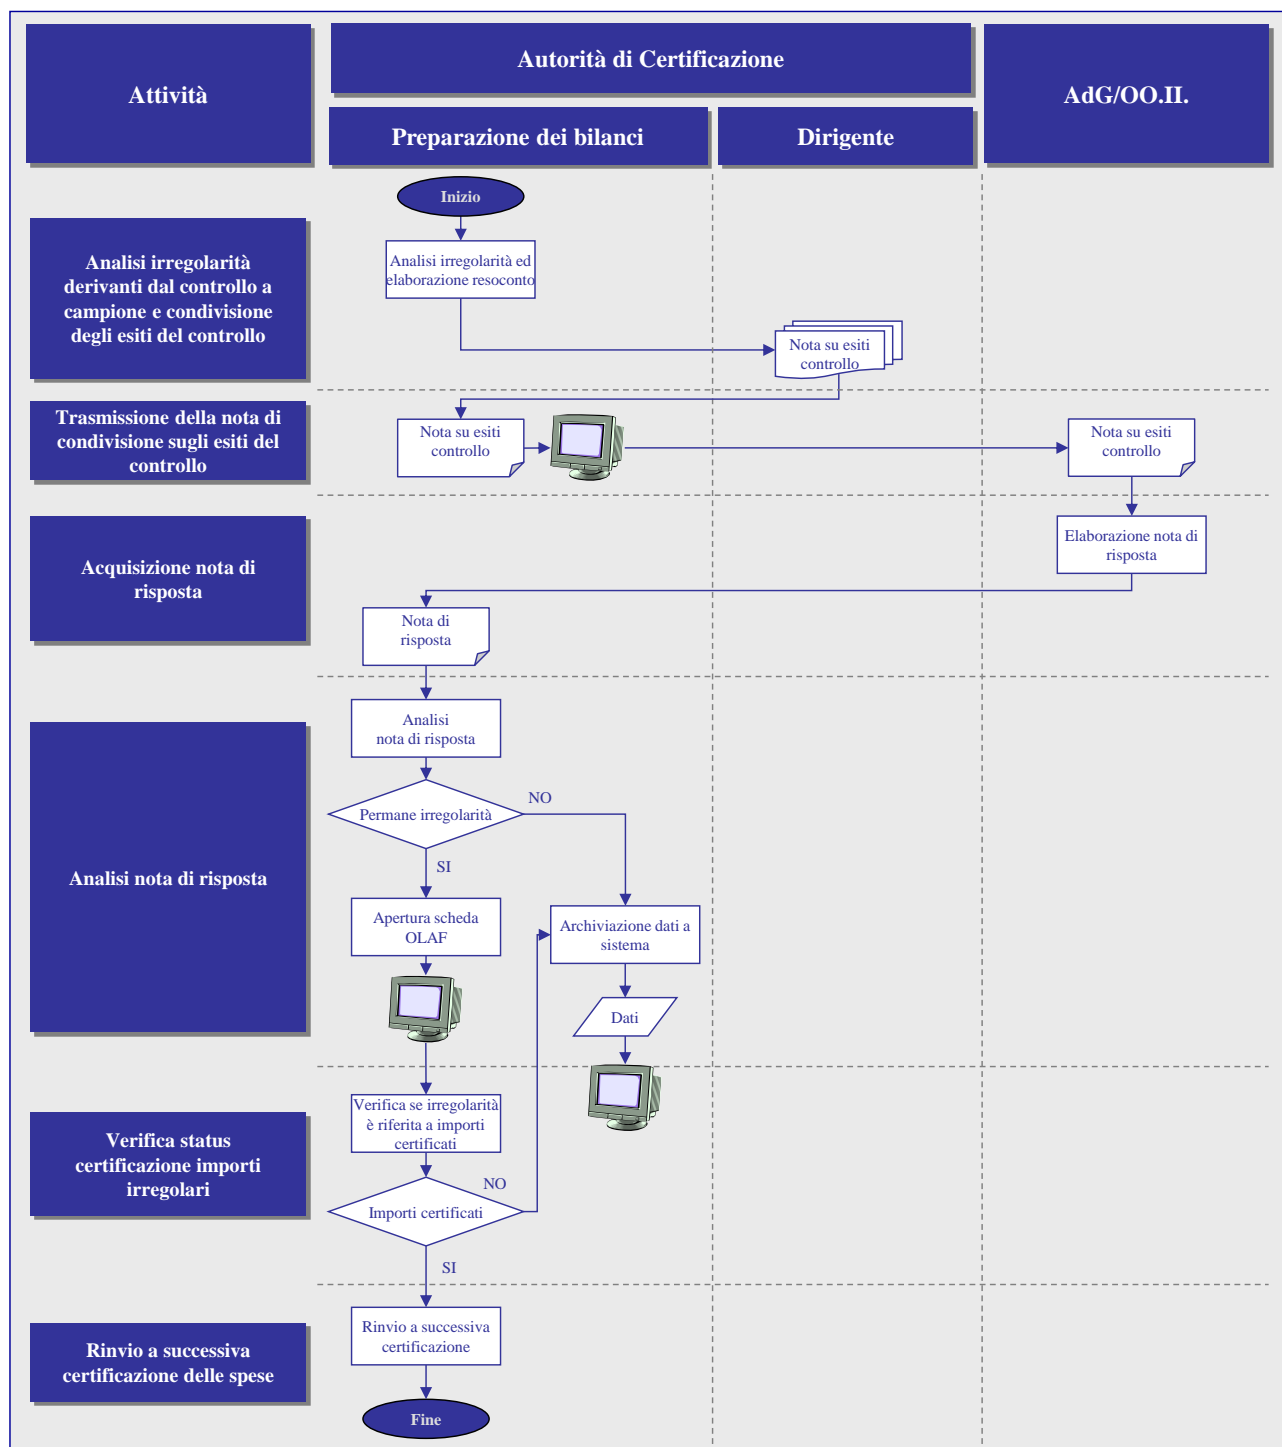 Attività
Autorità di Certificazione
AdG/OO.II.
Preparazione dei bilanci
Dirigente
Inizio
Analisi irregolarità
derivanti dal controllo a
campione e condivisione
degli esiti del controllo
Analisi irregolarità ed
elaborazione resoconto
Nota su esiti
controllo
Trasmissione della nota di
condivisione sugli esiti del
controllo
Nota su esiti
controllo
Nota su esiti
controllo
Acquisizione nota di
risposta
Elaborazione nota di
risposta
Nota di
risposta
Analisi nota di risposta
Analisi
nota di risposta
Permane irregolarità
NO
SI
Apertura scheda
OLAF
Archiviazione dati a
sistema
Dati
Verifica status
certificazione importi
irregolari
Verifica se irregolarità
è riferita a importi
certificati
NO
Importi certificati
SI
Rinvio a successiva
certificazione delle spese
Rinvio a successiva
certificazione
Fine